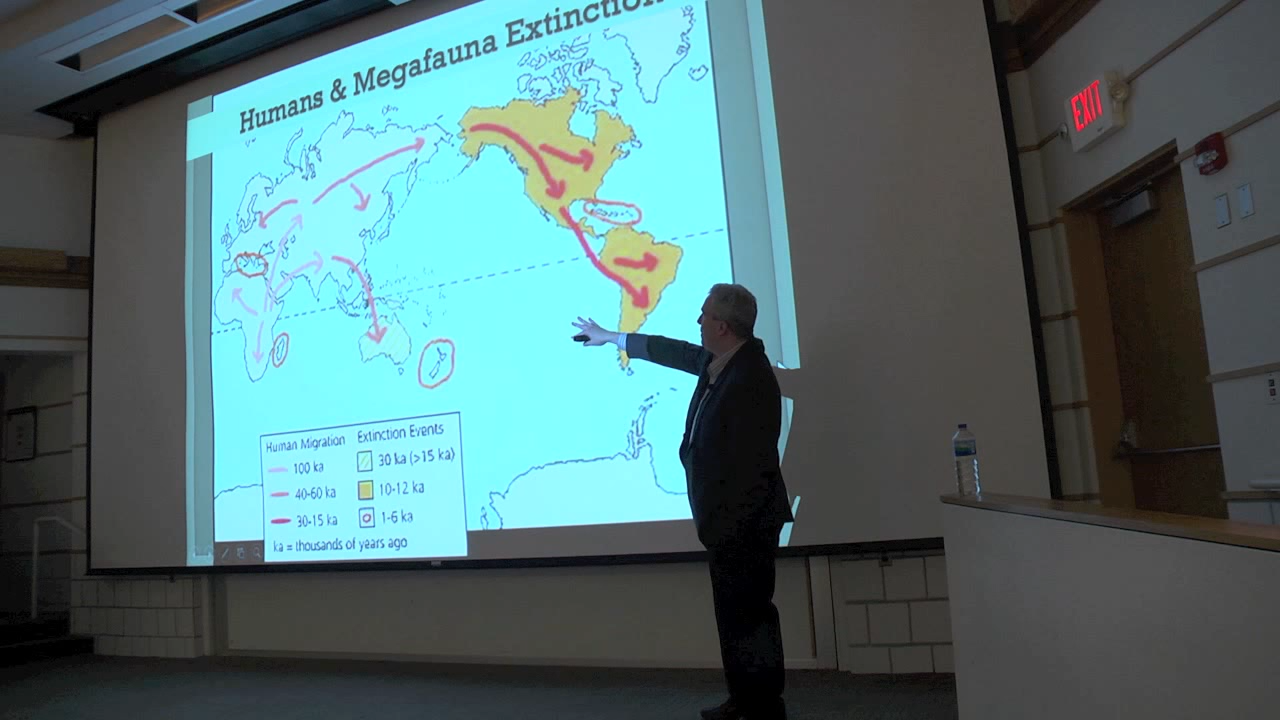 Humans & Megafauna Extinction
EXIT
Human Migration
100 ka
40-60 ka
30-15 ka
Extinction Events
30 ka (>15 ka)
10-12 ka
1-6 ka
ka = thousands of years ago